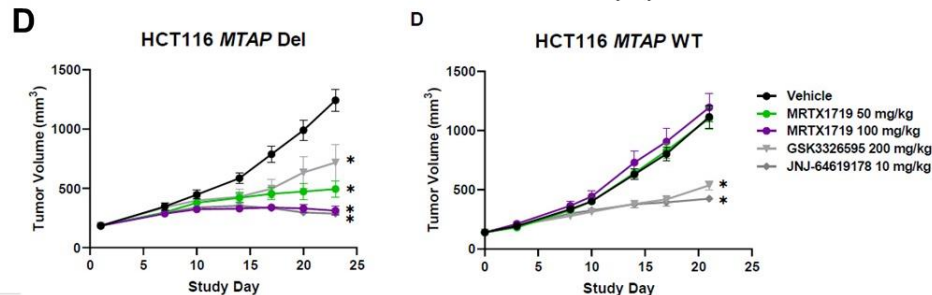 D
HCT116 MTAP Del
Tumor Volume (mm³)
1500
1000
500
0
0 5 10 15 20 25
Study Day
*
*
*
*
D
HCT116 MTAP WT
Tumor Volume (mm³)
1500
1000
500
0
0 5 10 15 20 25
Study Day
*
*
Vehicle
MRTX1719 50 mg/kg
MRTX1719 100 mg/kg
GSK3326595 200 mg/kg
JNJ-64619178 10 mg/kg